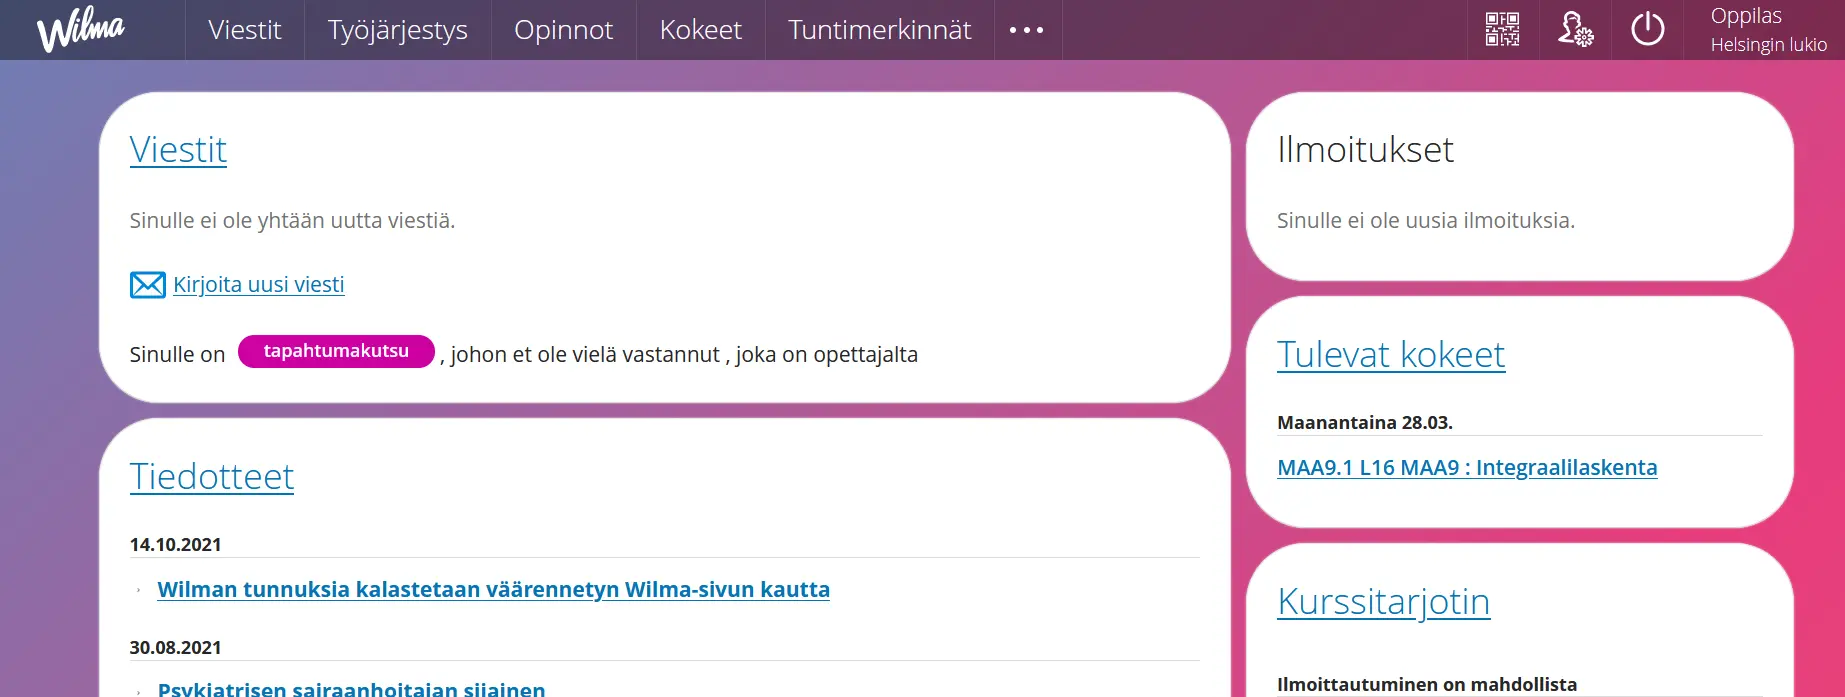 Wilma
Viestit
Työjärjestys
Opinnot
Kokeet
Tuntimerkinnät
Oppilas
Helsingin lukio
Viestit
Sinulle ei ole yhtään uutta viestiä.
Kirjoita uusi viesti
Sinulle on tapahtumakutsu , johon et ole vielä vastannut , joka on opettajalta
Tiedotteet
14.10.2021
Wilman tunnuksia kalastetaan väärennetyn Wilma-sivun kautta
30.08.2021
Psykiatrisen sairaanhoitajan sijainen
Ilmoitukset
Sinulle ei ole uusia ilmoituksia.
Tulevat kokeet
Maanantaina 28.03.
MAA9.1 L16 MAA9 : Integraalilaskenta
Kurssitarjotin
Ilmoittautuminen on mahdollista